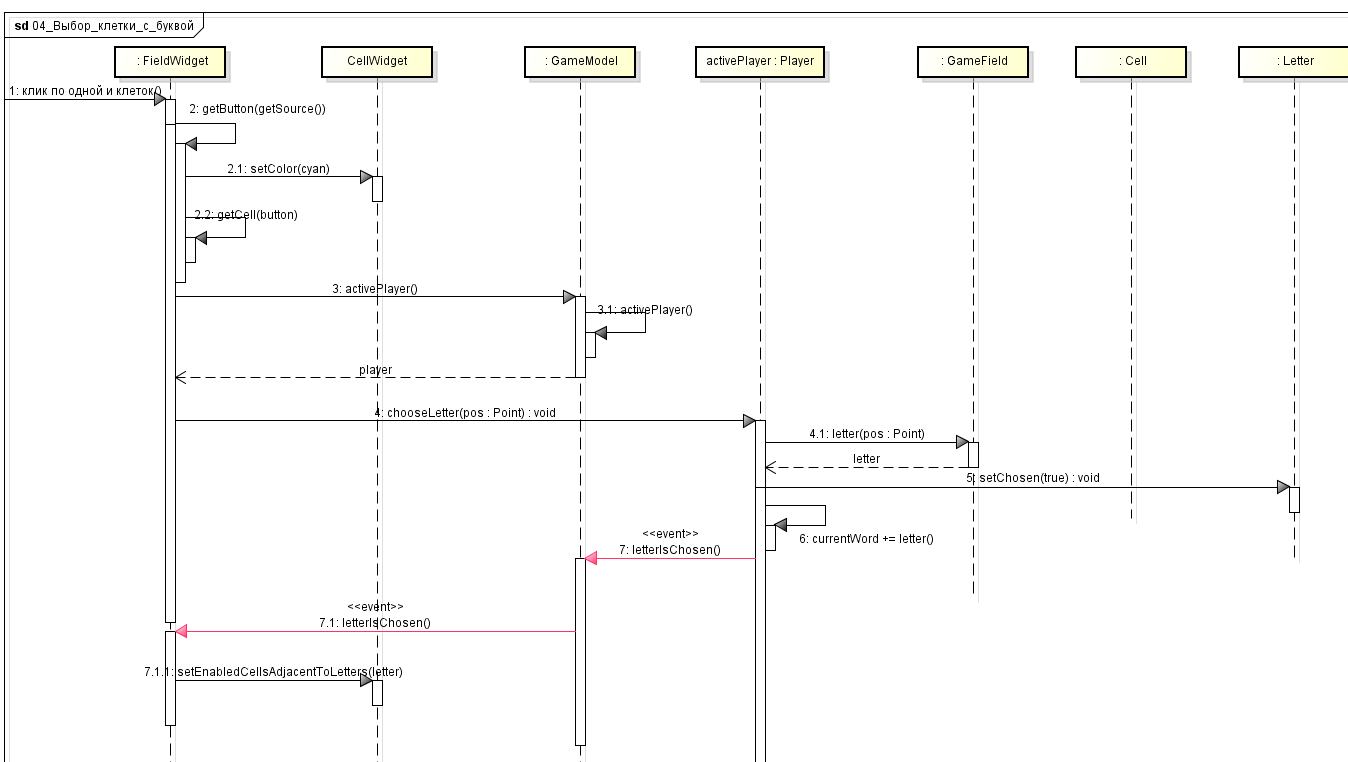 sd 04_Выбор_клетки_с_буквой
: FieldWidget
CellWidget
: GameModel
activePlayer : Player
: GameField
: Cell
: Letter
1: клик по одной и клеток()
2: getButton(getSource())
2.1: setColor(cyan)
2.2: getCell(button)
3: activePlayer()
3.1: activePlayer()
player
4: chooseLetter(pos : Point) : void
4.1: letter(pos : Point)
letter
5: setChosen(true) : void
6: currentWord += letter()
<<event>>
7: letterIsChosen()
<<event>>
7.1: letterIsChosen()
7.1.1: setEnabledCellsAdjacentToLetters(letter)